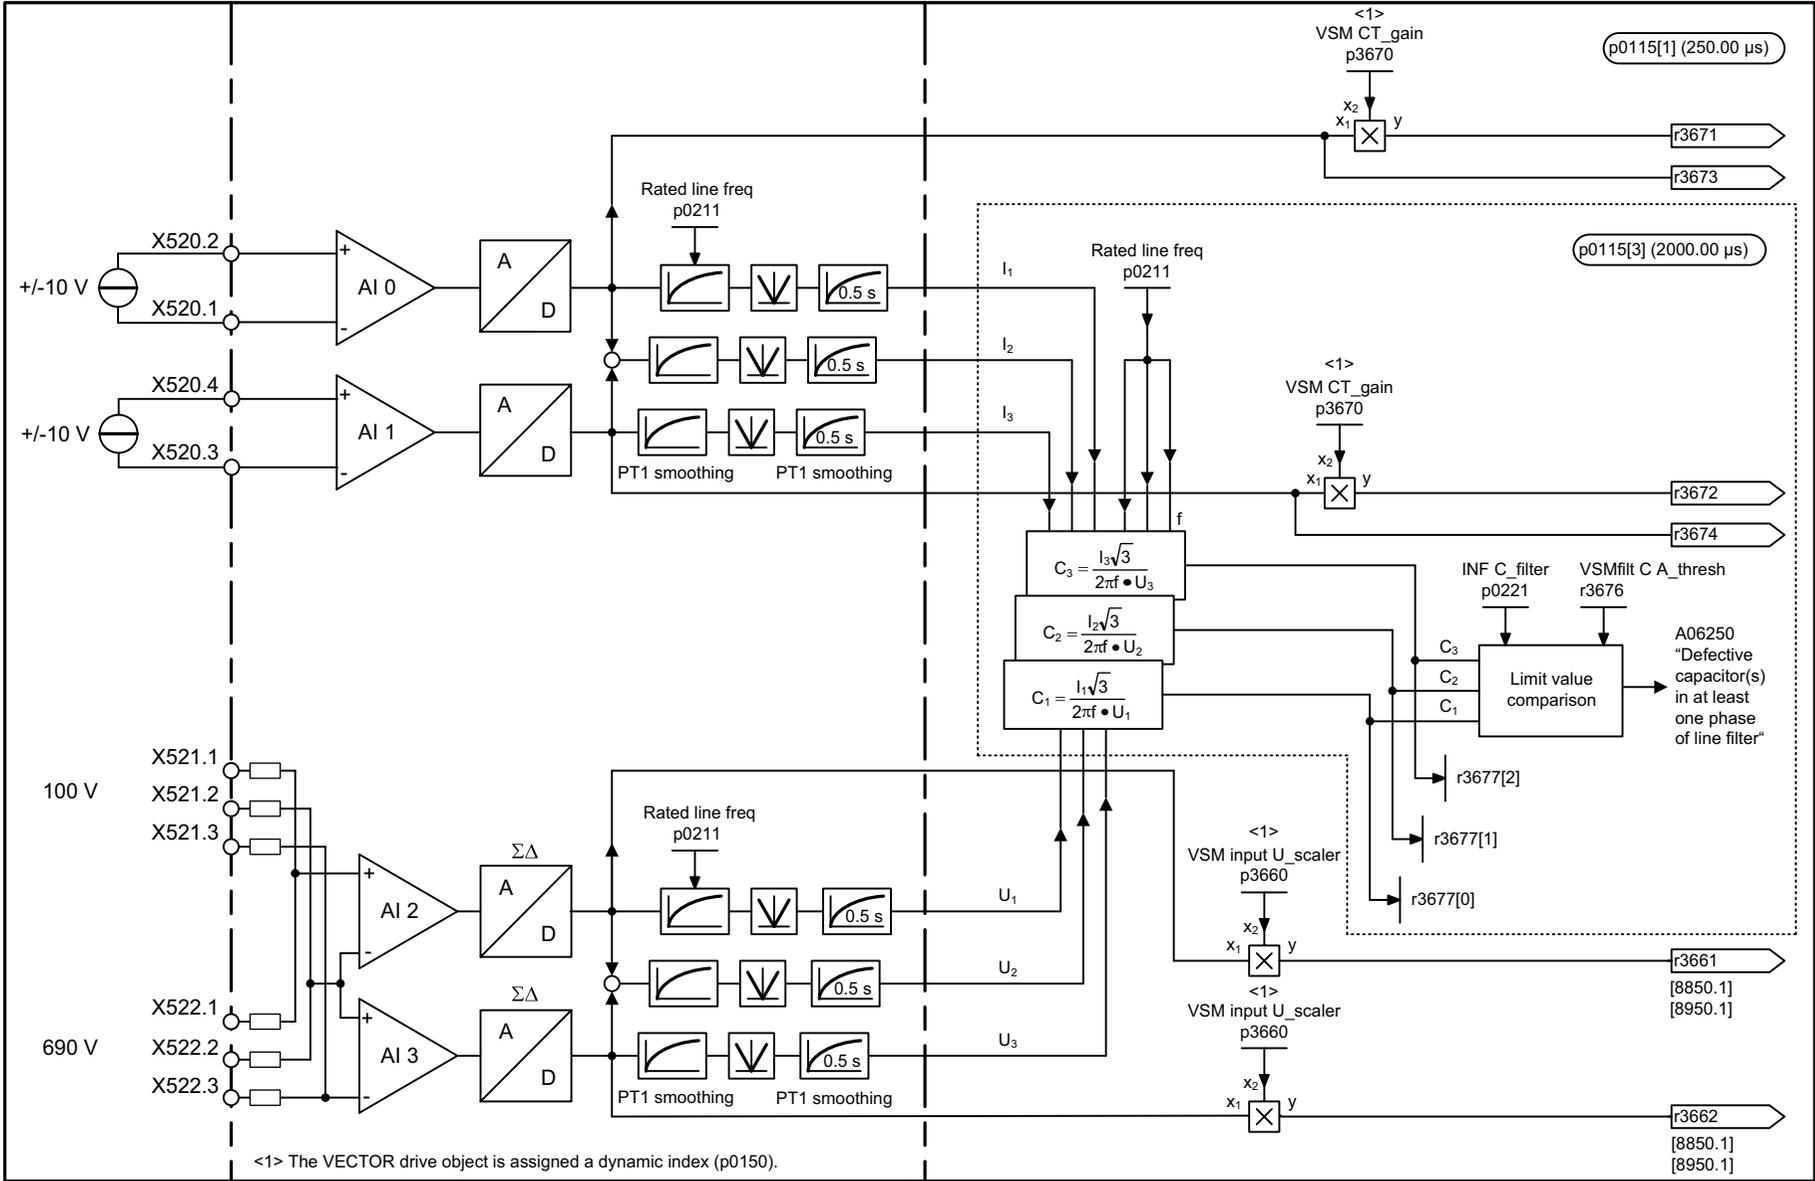 <1>
VSM CT_gain
p3670
p0115[1] (250.00 µs)
x2
x1
y
r3671
r3673
Rated line freq
p0211
X520.2
+/-10 V
X520.1
+
AI 0
-
A
D
0.5 s
I1
Rated line freq
p0211
p0115[3] (2000.00 µs)
0.5 s
I2
X520.4
+/-10 V
X520.3
+
AI 1
-
A
D
0.5 s
I3
PT1 smoothing
PT1 smoothing
<1>
VSM CT_gain
p3670
x2
x1
y
r3672
r3674
f
C3 = I3√3
2πf • U3
C2 = I2√3
2πf • U2
C1 = I1√3
2πf • U1
INF C_filter
p0221
VSMfilt C A_thresh
r3676
C3
C2
C1
Limit value
comparison
A06250
“Defective
capacitor(s)
in at least
one phase
of line filter“
r3677[2]
r3677[1]
r3677[0]
X521.1
100 V
X521.2
X521.3
Rated line freq
p0211
ΣΔ
+
AI 2
-
A
D
0.5 s
U1
<1>
VSM input U_scaler
p3660
x2
x1
y
r3661
[8850.1]
[8950.1]
0.5 s
U2
ΣΔ
X522.1
690 V
X522.2
X522.3
+
AI 3
-
A
D
0.5 s
U3
PT1 smoothing
PT1 smoothing
<1>
VSM input U_scaler
p3660
x2
x1
y
r3662
[8850.1]
[8950.1]
<1> The VECTOR drive object is assigned a dynamic index (p0150).